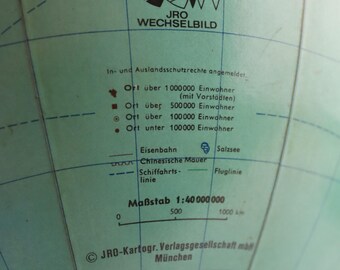 JRO
WECHSELBILD
In- und Auslandsschutzrechte angemeldet
Ort über 1000000 Einwohner
(mit Vorstädten)
Ort über 500000 Einwohner
Ort über 100000 Einwohner
Ort unter 100000 Einwohner
Eisenbahn Salzsee
Chinesische Mauer
Schiffahrts- Fluglinie
linie
Maßstab 1:40000000
0 500 1000 km
© JRO-Kartogr. Verlagsgesellschaft mbH
München